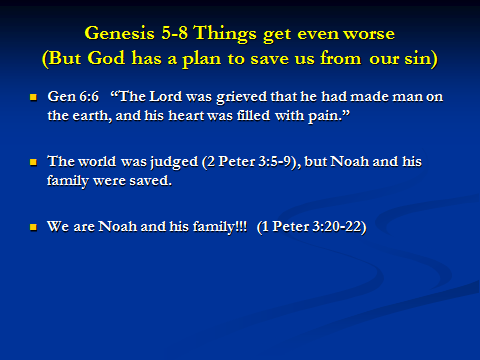 Genesis 5-8 Things get even worse
(But God has a plan to save us from our sin)
Gen 6:6 “The Lord was grieved that he had made man on
the earth, and his heart was filled with pain.”
The world was judged (2 Peter 3:5-9), but Noah and his
family were saved.
We are Noah and his family!!! (1 Peter 3:20-22)